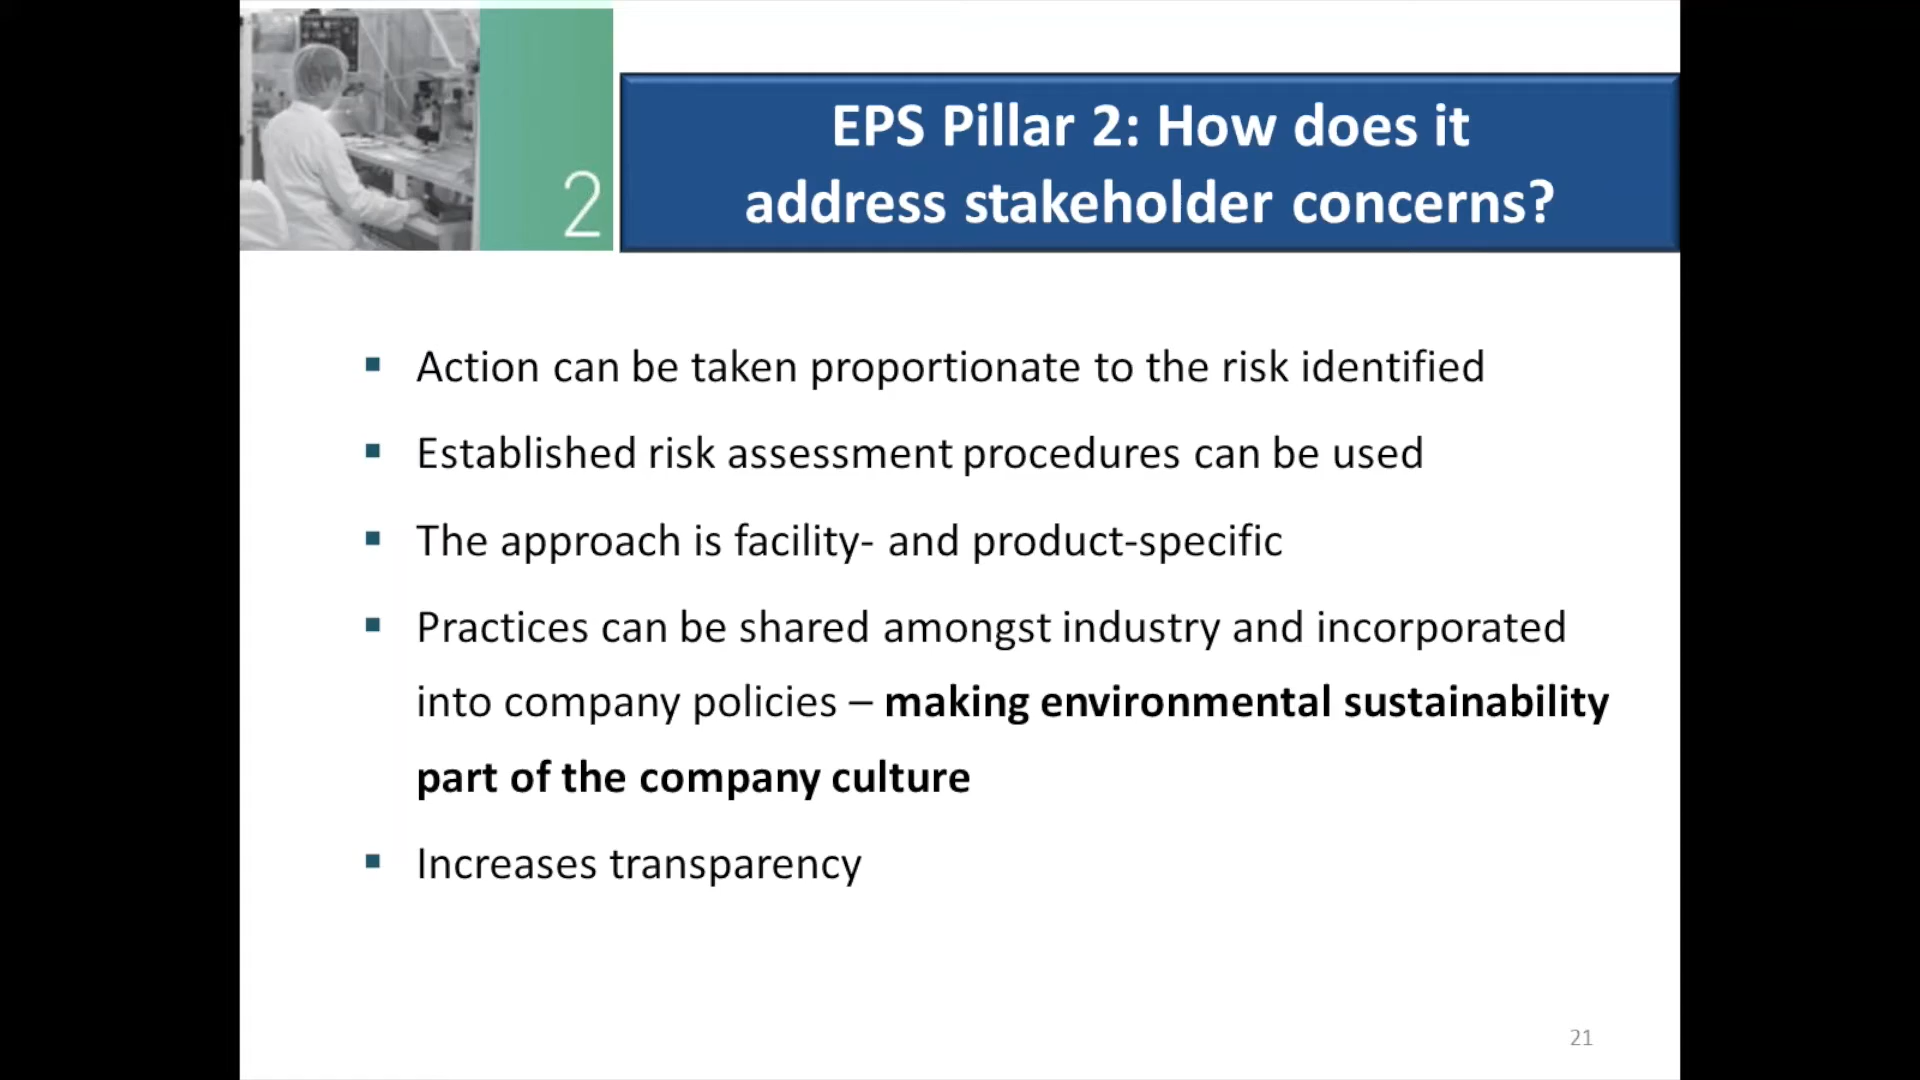 2
EPS Pillar 2: How does it
address stakeholder concerns?
▪ Action can be taken proportionate to the risk identified
▪ Established risk assessment procedures can be used
▪ The approach is facility- and product-specific
▪ Practices can be shared amongst industry and incorporated
into company policies – making environmental sustainability
part of the company culture
▪ Increases transparency
21